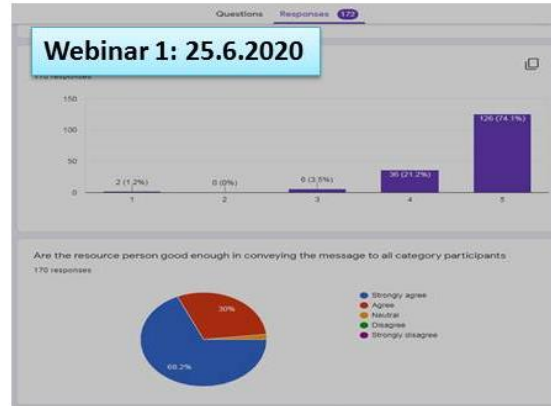 Questions Responses 172
Webinar 1: 25.6.2020
170 responses
150
100
50
0
2 (1.2%)
0 (0%)
6 (3.5%)
36 (21.2%)
126 (74.1%)
1
2
3
4
5
Are the resource person good enough in conveying the message to all category participants
170 responses
30%
68.2%
Strongly agree
Agree
Neutral
Disagree
Strongly disagree